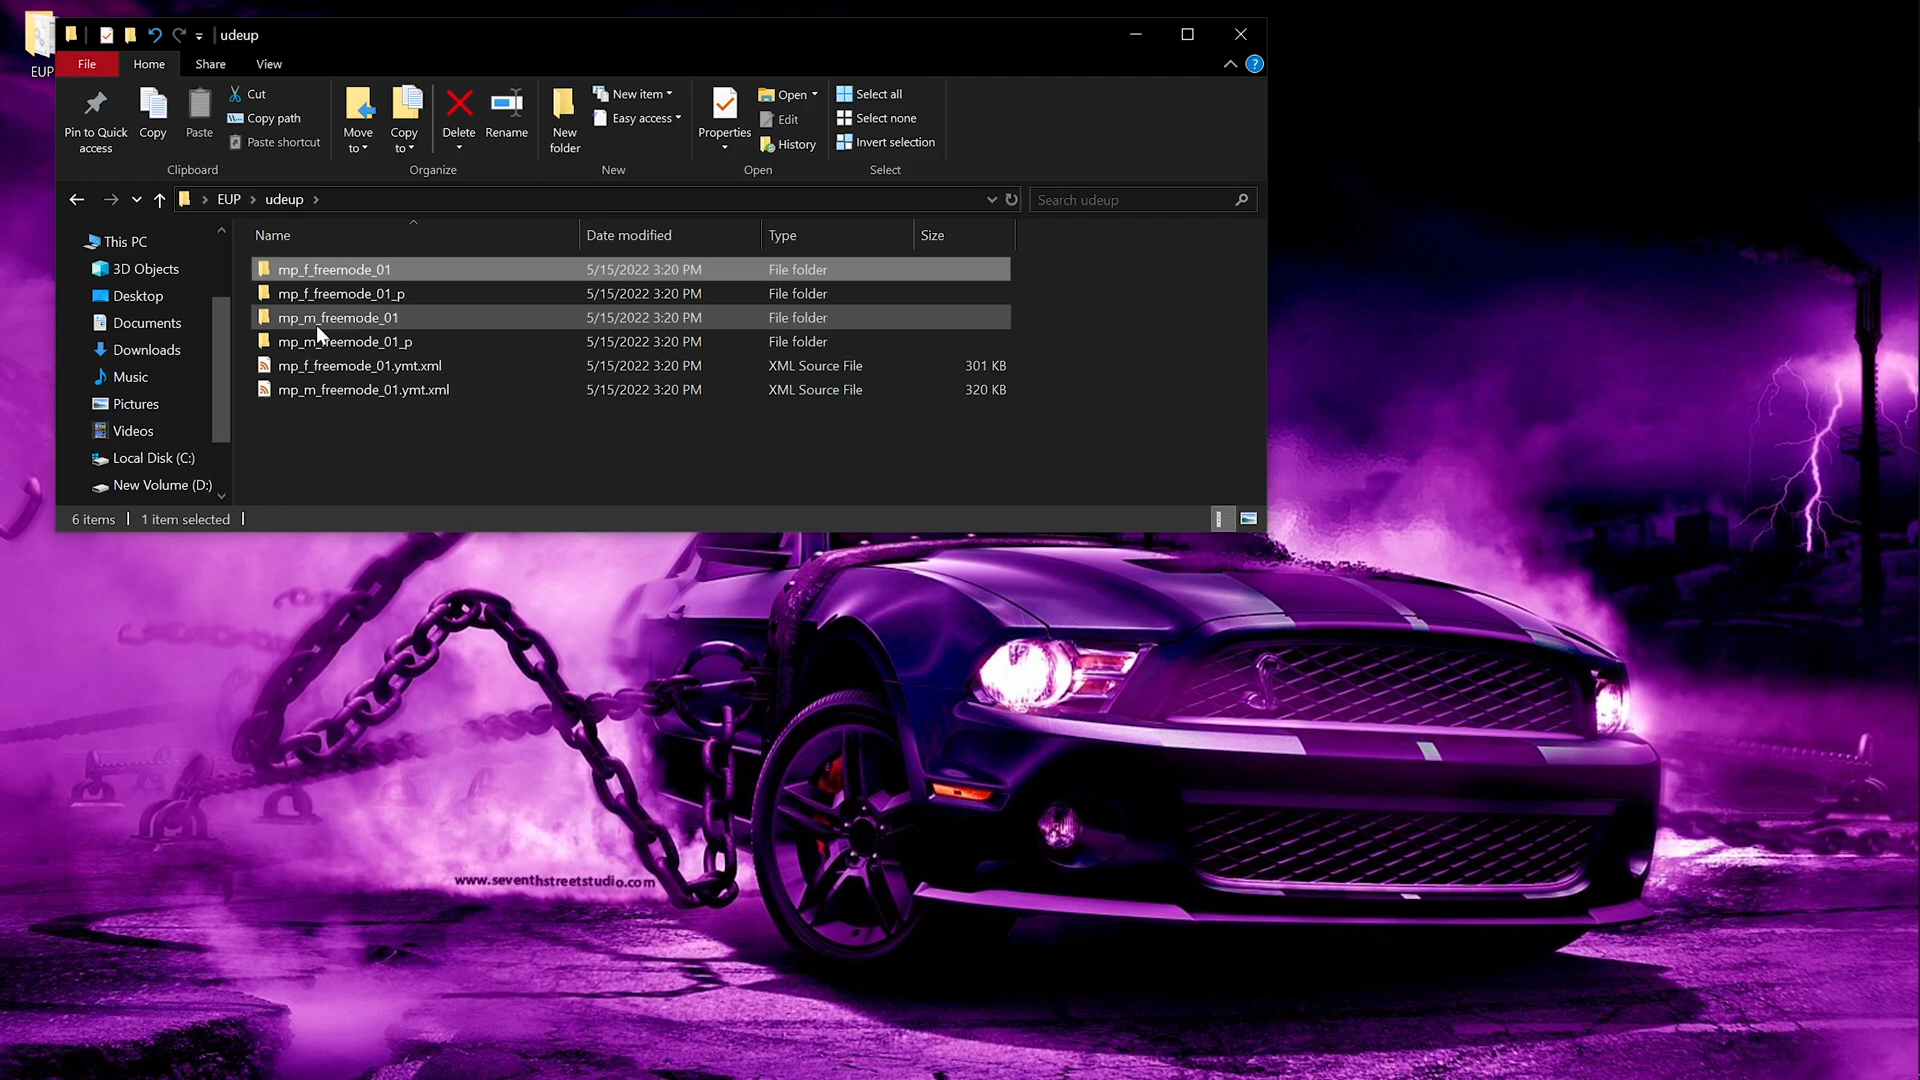 EUP
udeup
File Home Share View
Pin to Quick access
Copy
Paste
Cut
Copy path
Paste shortcut
Clipboard
Move to
Copy to
Delete
Rename
Organize
New folder
New item
Easy access
New
Properties
Open
Edit
History
Open
Select all
Select none
Invert selection
Select
EUP udeup
Search udeup
This PC
3D Objects
Desktop
Documents
Downloads
Music
Pictures
Videos
Local Disk (C:)
New Volume (D:)
Name Date modified Type Size
mp_f_freemode_01 5/15/2022 3:20 PM File folder
mp_f_freemode_01_p 5/15/2022 3:20 PM File folder
mp_m_freemode_01 5/15/2022 3:20 PM File folder
mp_m_freemode_01_p 5/15/2022 3:20 PM File folder
mp_f_freemode_01.ymt.xml 5/15/2022 3:20 PM XML Source File 301 KB
mp_m_freemode_01.ymt.xml 5/15/2022 3:20 PM XML Source File 320 KB
6 items 1 item selected
www.seventhstreetstudio.com